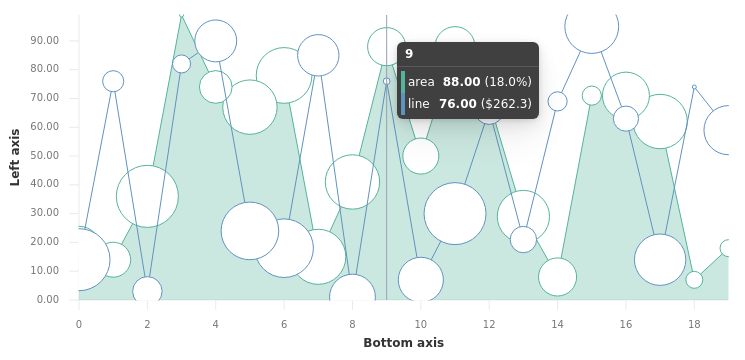 90.00
80.00
70.00
60.00
50.00
40.00
30.00
20.00
10.00
0.00
Left axis
9
area 88.00 (18.0%)
line 76.00 ($262.3)
0 2 4 6 8 10 12 14 16 18
Bottom axis